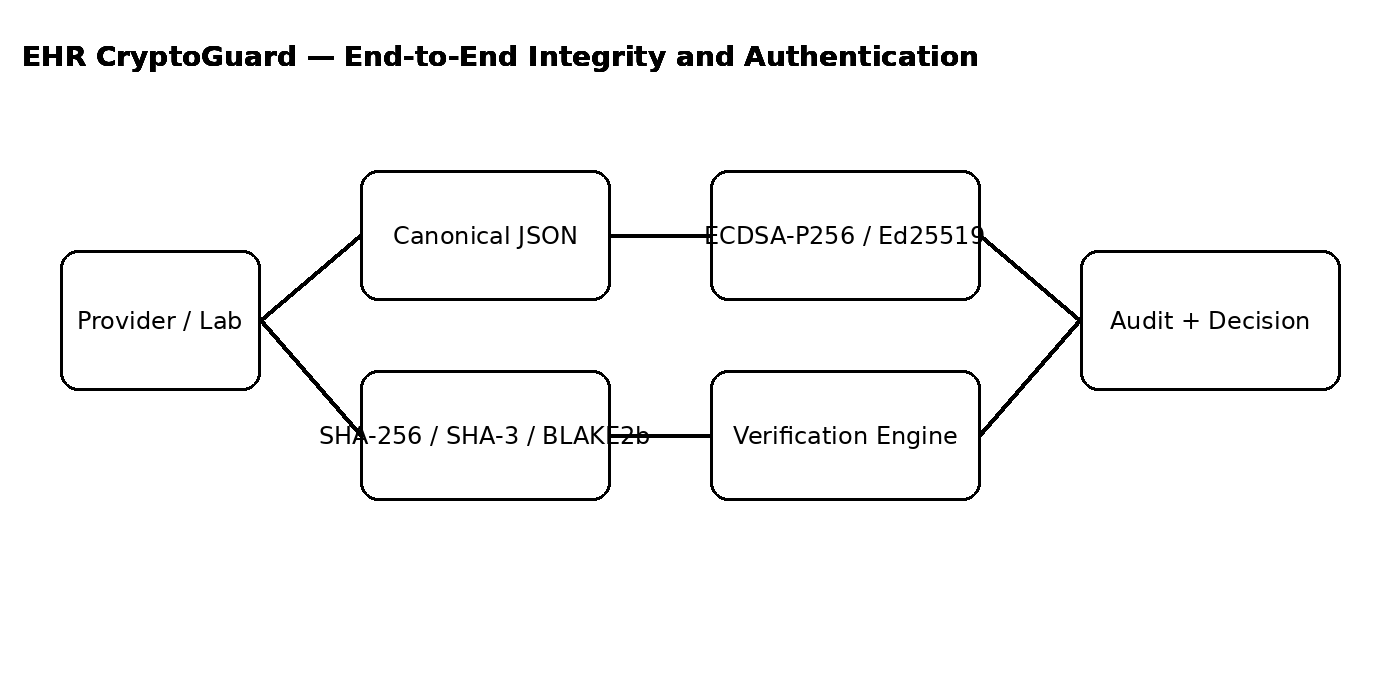 EHR CryptoGuard — End-to-End Integrity and Authentication
Canonical JSON
ECDSA-P256 / Ed25519
Provider / Lab
Audit + Decision
SHA-256 / SHA-3 / BLAKE2b
Verification Engine